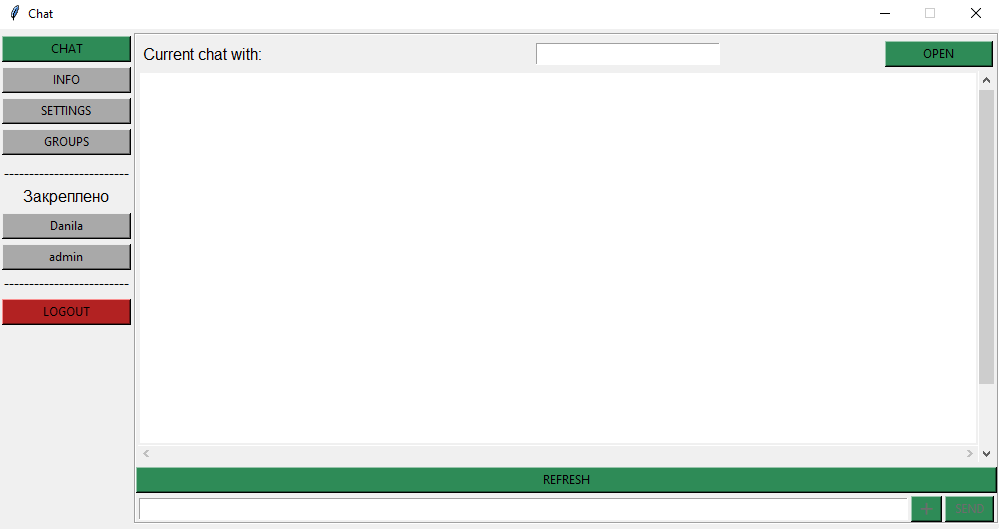 Chat
CHAT
INFO
SETTINGS
GROUPS
-------------------------
Закреплено
Danila
admin
-------------------------
LOGOUT
Current chat with:
OPEN
REFRESH
+
SEND